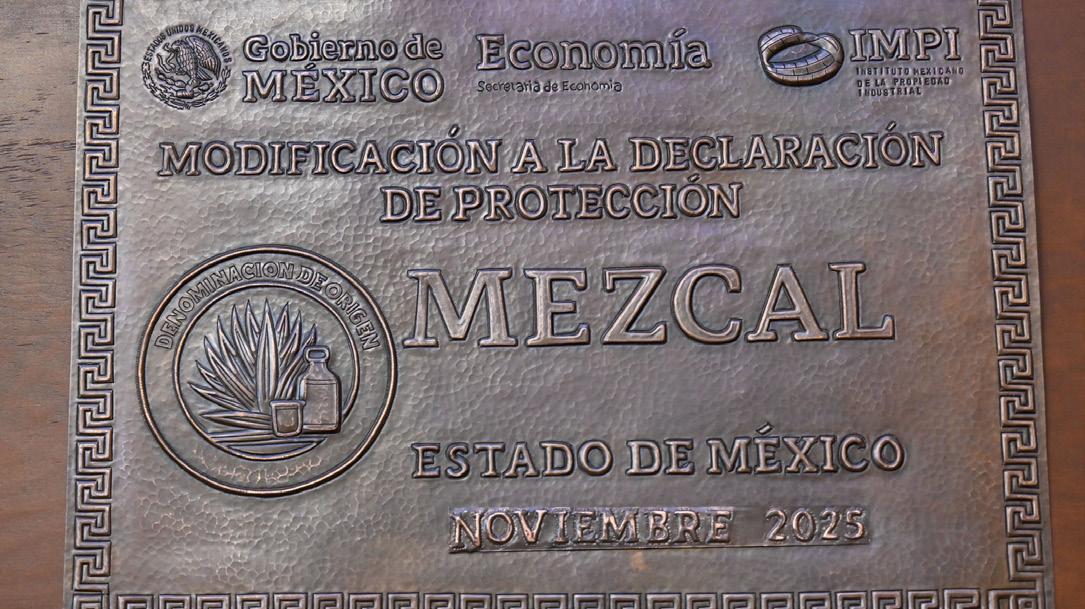 ESTADOS UNIDOS MEXICANOS
Gobierno de
MÉXICO
Economía
Secretaría de Economía
IMPI
INSTITUTO MEXICANO
DE LA PROPIEDAD
INDUSTRIAL
MODIFICACIÓN A LA DECLARACIÓN
DE PROTECCIÓN
DENOMINACION DE ORIGEN
MEZCAL
ESTADO DE MÉXICO
NOVIEMBRE 2025